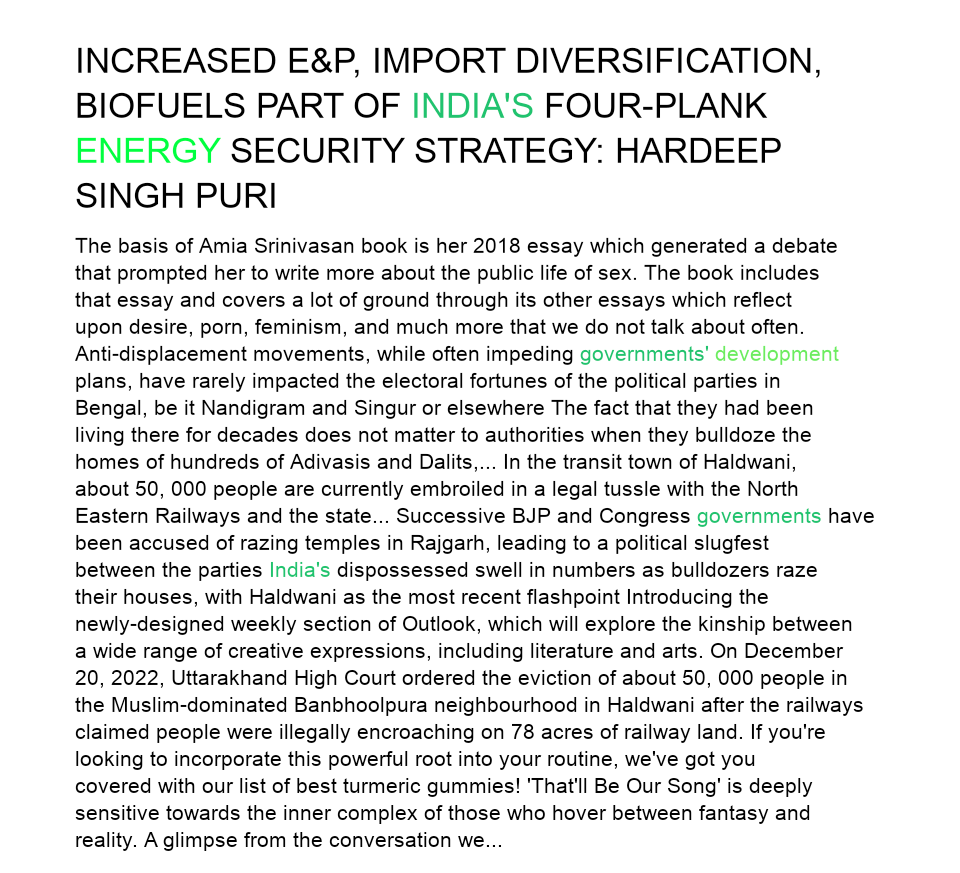 INCREASED E&P, IMPORT DIVERSIFICATION,
BIOFUELS PART OF INDIA'S FOUR-PLANK
ENERGY SECURITY STRATEGY: HARDEEP
SINGH PURI
The basis of Amia Srinivasan book is her 2018 essay which generated a debate
that prompted her to write more about the public life of sex. The book includes
that essay and covers a lot of ground through its other essays which reflect
upon desire, porn, feminism, and much more that we do not talk about often.
Anti-displacement movements, while often impeding governments' development
plans, have rarely impacted the electoral fortunes of the political parties in
Bengal, be it Nandigram and Singur or elsewhere The fact that they had been
living there for decades does not matter to authorities when they bulldoze the
homes of hundreds of Adivasis and Dalits,... In the transit town of Haldwani,
about 50, 000 people are currently embroiled in a legal tussle with the North
Eastern Railways and the state... Successive BJP and Congress governments have
been accused of razing temples in Rajgarh, leading to a political slugfest
between the parties India's dispossessed swell in numbers as bulldozers raze
their houses, with Haldwani as the most recent flashpoint Introducing the
newly-designed weekly section of Outlook, which will explore the kinship between
a wide range of creative expressions, including literature and arts. On December
20, 2022, Uttarakhand High Court ordered the eviction of about 50, 000 people in
the Muslim-dominated Banbhoolpura neighbourhood in Haldwani after the railways
claimed people were illegally encroaching on 78 acres of railway land. If you're
looking to incorporate this powerful root into your routine, we've got you
covered with our list of best turmeric gummies! 'That'll Be Our Song' is deeply
sensitive towards the inner complex of those who hover between fantasy and
reality. A glimpse from the conversation we...